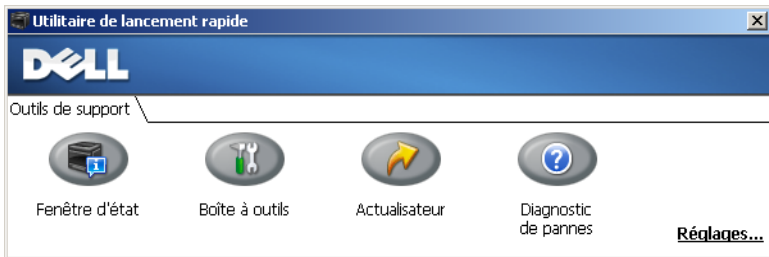 Utilitaire de lancement rapide
DELL
Outils de support
Fenêtre d'état
Boîte à outils
Actualisateur
Diagnostic
de pannes
Réglages...